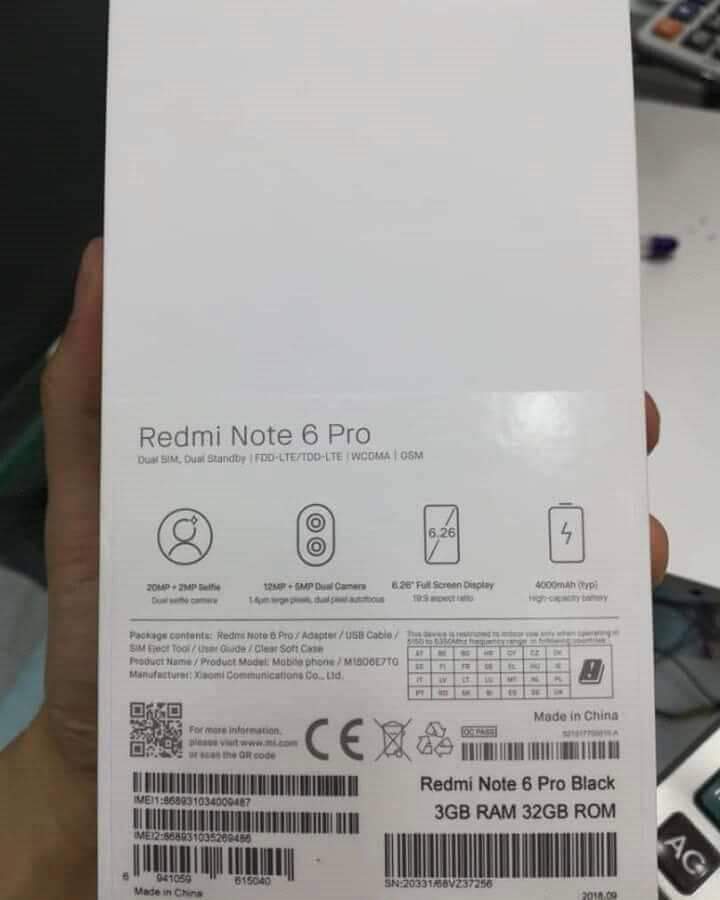 Redmi Note 6 Pro
Dual SIM, Dual Standby | FDD-LTE/TDD-LTE | WCDMA | GSM
6.26
20MP + 2MP Selfie
Dual selfie camera
12MP + 5MP Dual Camera
1.4μm large pixels, dual pixel autofocus
6.26" Full Screen Display
19:9 aspect ratio
4000mAh (typ)
High-capacity battery
Package contents: Redmi Note 6 Pro / Adapter / USB Cable /
SIM Eject Tool / User Guide / Clear Soft Case
Product Name / Product Model: Mobile phone / M1806E7TG
Manufacturer: Xiaomi Communications Co., Ltd.
This device is restricted to indoor use only when operating in
5150 to 5350MHz frequency range in following countries
AT BE BG HR CY CZ DK
EE FI FR DE EL HU IE
IT LV LT LU MT NL PL
PT RO SK SI ES SE UK
For more information,
please visit www.mi.com
or scan the QR code
CE
QC PASS
Made in China
IMEI1:868931034009487
IMEI2:868931035269486
6 941059 615040
Made in China
Redmi Note 6 Pro Black
3GB RAM 32GB ROM
SN:20331/68VZ37256
2018.09
AC